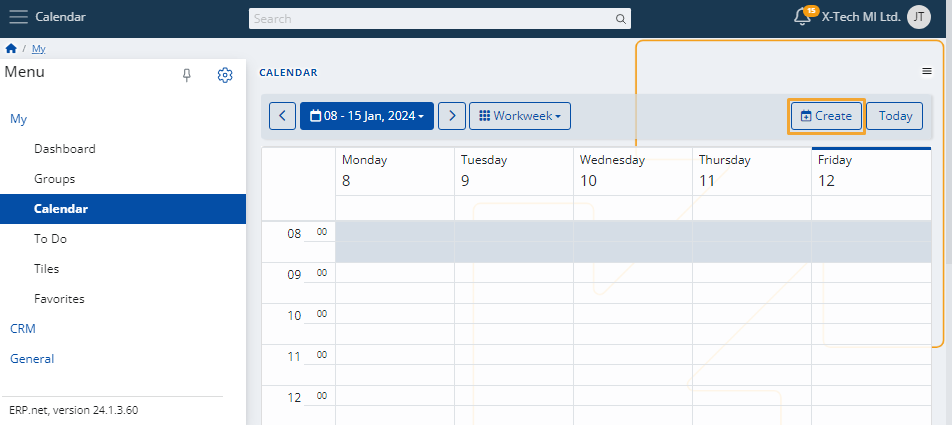 Calendar
Search
15
X-Tech MI Ltd.
JT
/ My
Menu
My
Dashboard
Groups
Calendar
To Do
Tiles
Favorites
CRM
General
ERP.net, version 24.1.3.60
CALENDAR
08 - 15 Jan, 2024
Workweek
Create
Today
Monday Tuesday Wednesday Thursday Friday
8 9 10 11 12
08 00
09 00
10 00
11 00
12 00